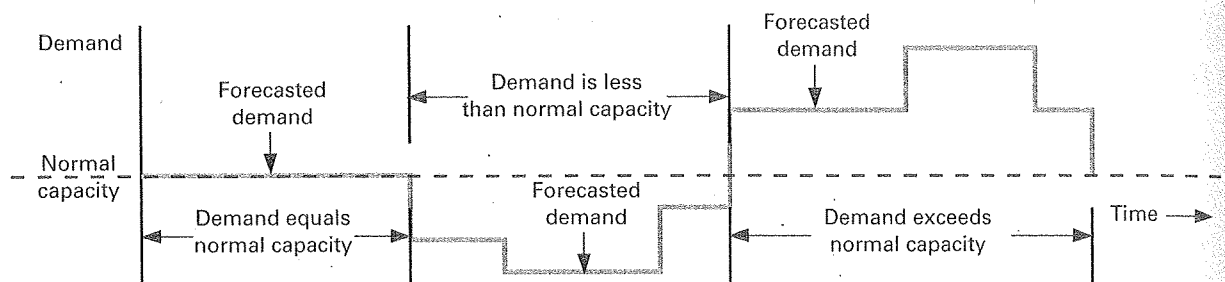 Demand
Forecasted
demand
Demand is less
than normal capacity
Forecasted
demand
Normal
capacity
Forecasted
demand
Demand equals
normal capacity
Demand exceeds
normal capacity
Time